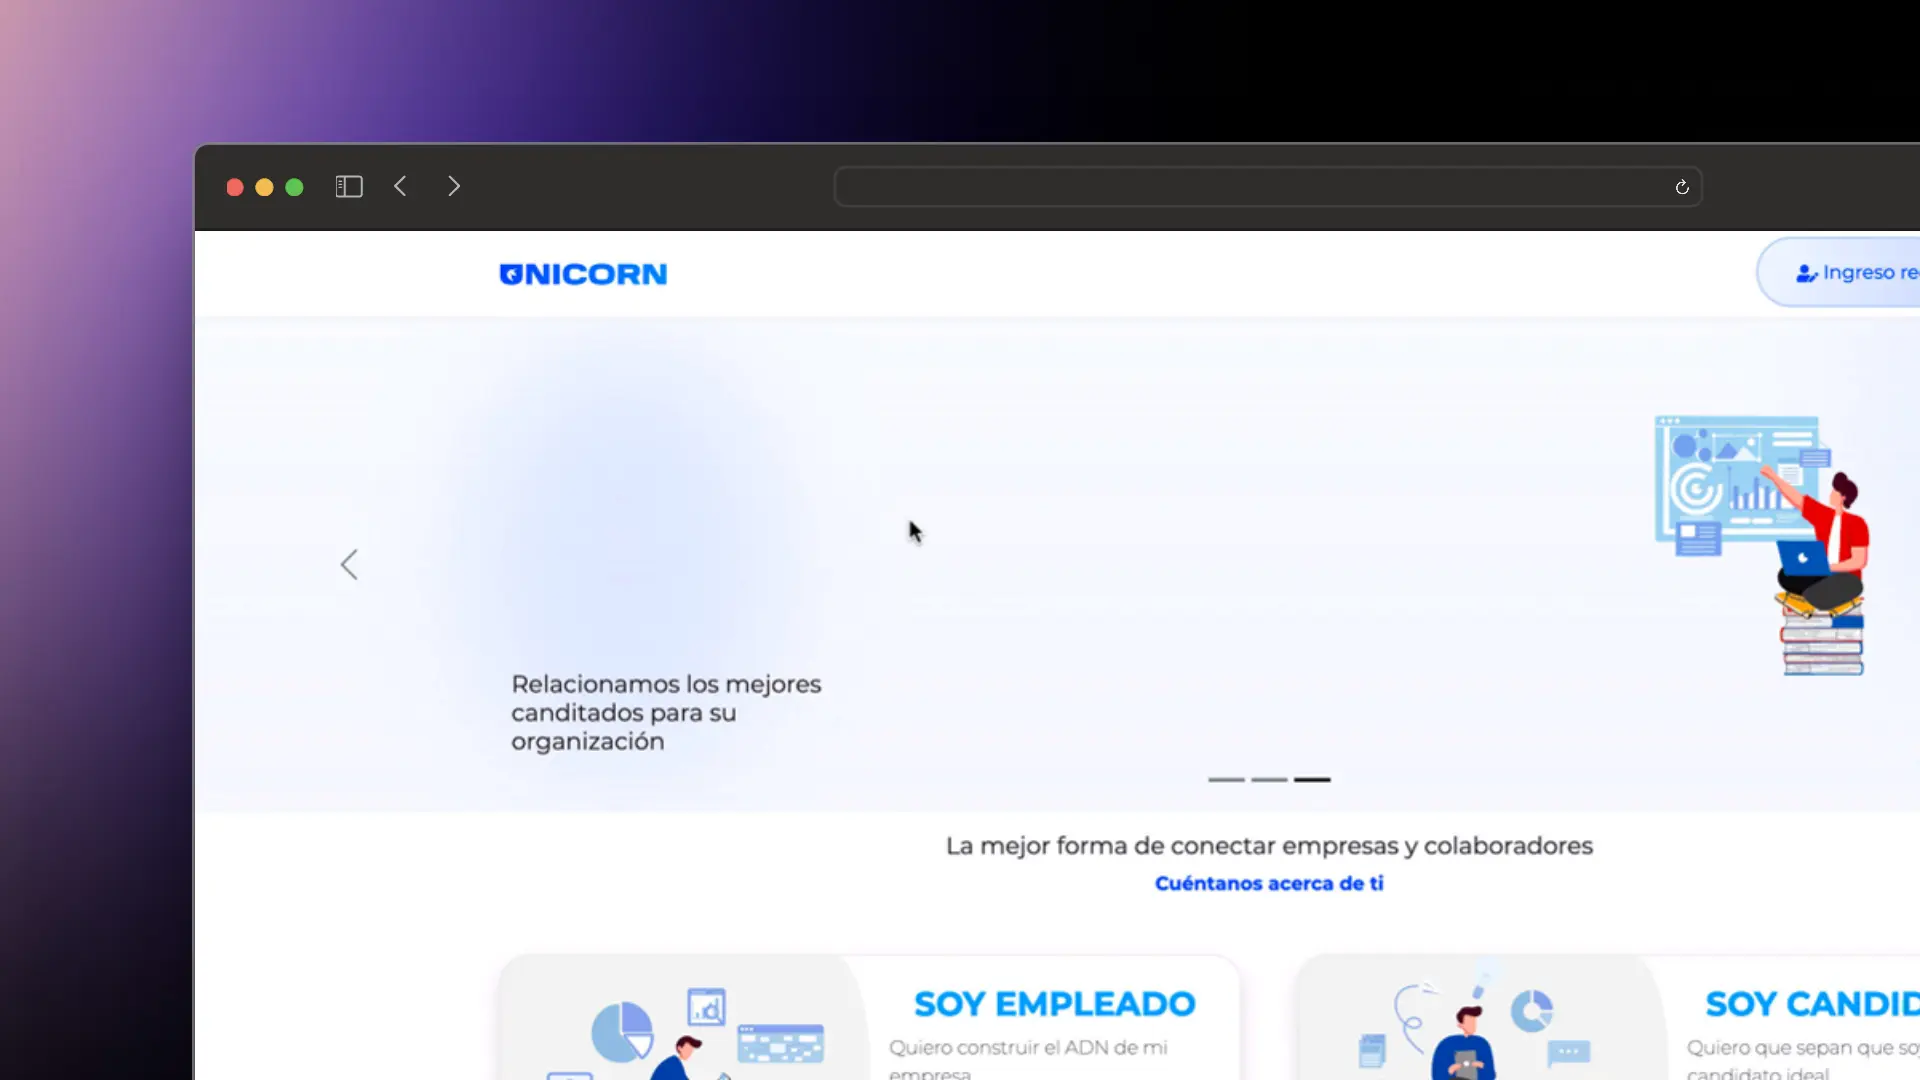 UNICORN
Ingreso re
Relacionamos los mejores
canditados para su
organización
La mejor forma de conectar empresas y colaboradores
Cuéntanos acerca de ti
SOY EMPLEADO
Quiero construir el ADN de mi
empresa
SOY CANDID
Quiero que sepan que soy
candidato ideal